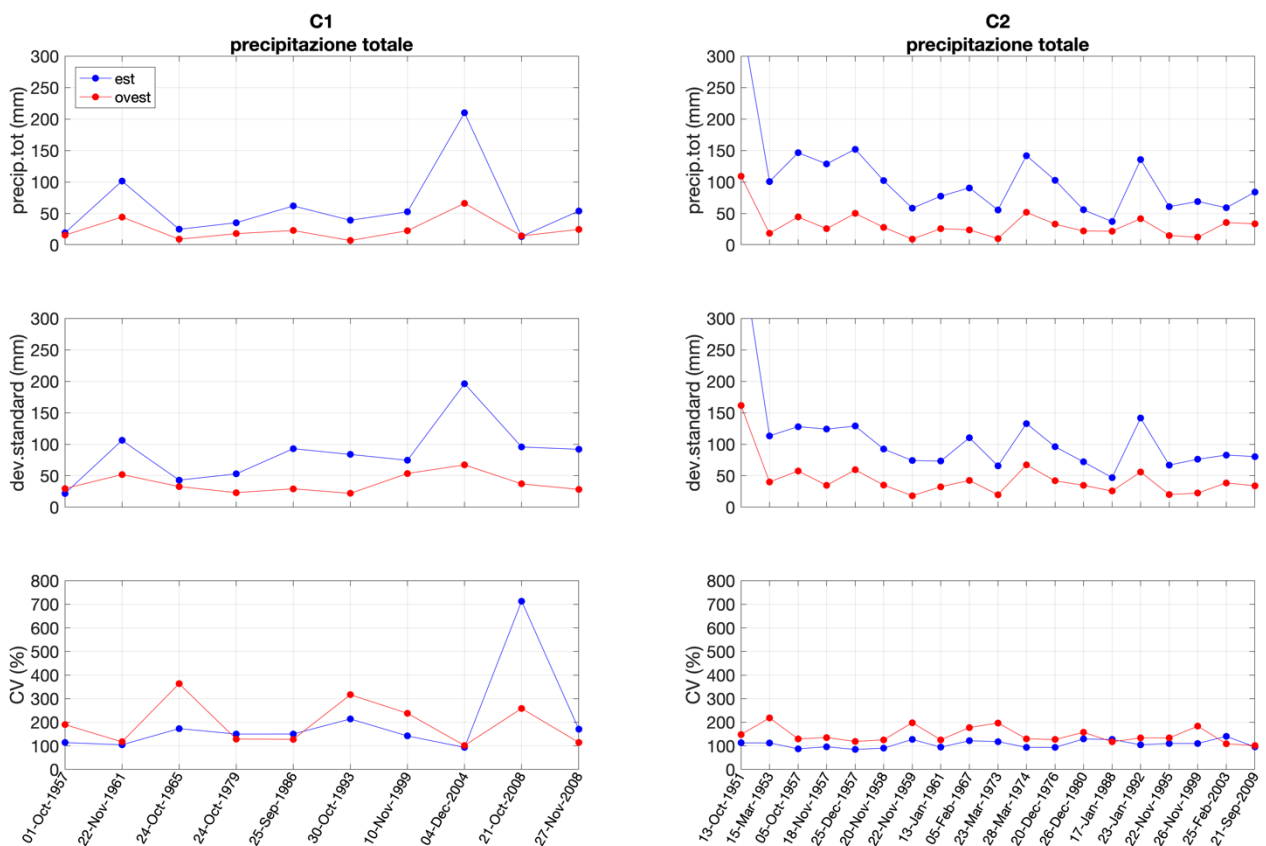 C1
precipitazione totale
300
250
200
150
100
50
0
precip.tot (mm)
est
ovest
C2
precipitazione totale
300
250
200
150
100
50
0
precip.tot (mm)
300
250
200
150
100
50
0
dev.standard (mm)
300
250
200
150
100
50
0
dev.standard (mm)
800
700
600
500
400
300
200
100
0
CV (%)
01-Oct-1957
22-Nov-1961
24-Oct-1965
24-Oct-1979
25-Sep-1986
30-Oct-1993
10-Nov-1999
04-Dec-2004
21-Oct-2008
27-Nov-2008
800
700
600
500
400
300
200
100
0
CV (%)
13-Oct-1951
15-Mar-1953
05-Oct-1957
18-Nov-1957
25-Dec-1957
20-Nov-1958
22-Nov-1959
13-Jan-1961
05-Feb-1967
23-Mar-1973
28-Mar-1974
20-Dec-1976
26-Dec-1980
17-Jan-1988
23-Jan-1992
22-Nov-1995
26-Nov-1999
25-Feb-2003
21-Sep-2009